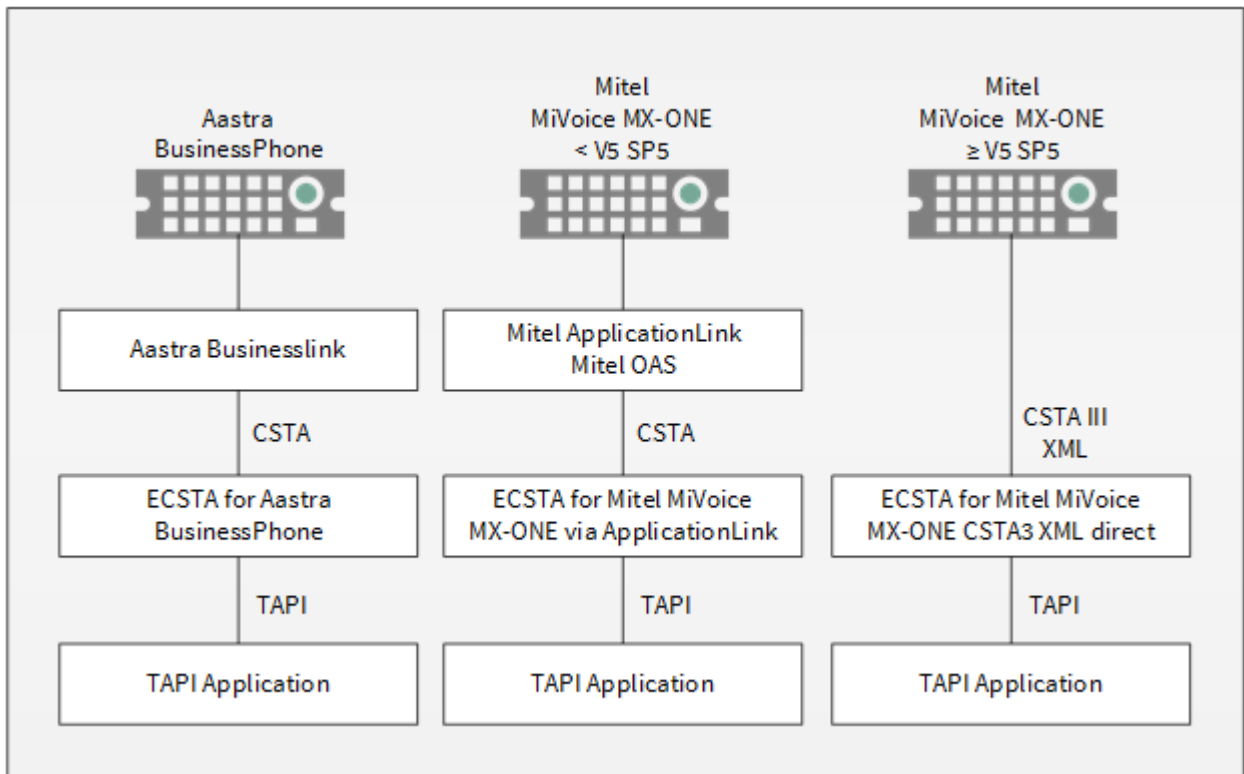 Aastra
BusinessPhone
Mitel
MiVoice MX-ONE
< V5 SP5
Mitel
MiVoice MX-ONE
≥ V5 SP5
Aastra Businesslink
Mitel ApplicationLink
Mitel OAS
CSTA
CSTA
CSTA III
XML
ECSTA for Aastra
BusinessPhone
ECSTA for Mitel MiVoice
MX-ONE via ApplicationLink
ECSTA for Mitel MiVoice
MX-ONE CSTA3 XML direct
TAPI
TAPI
TAPI
TAPI Application
TAPI Application
TAPI Application